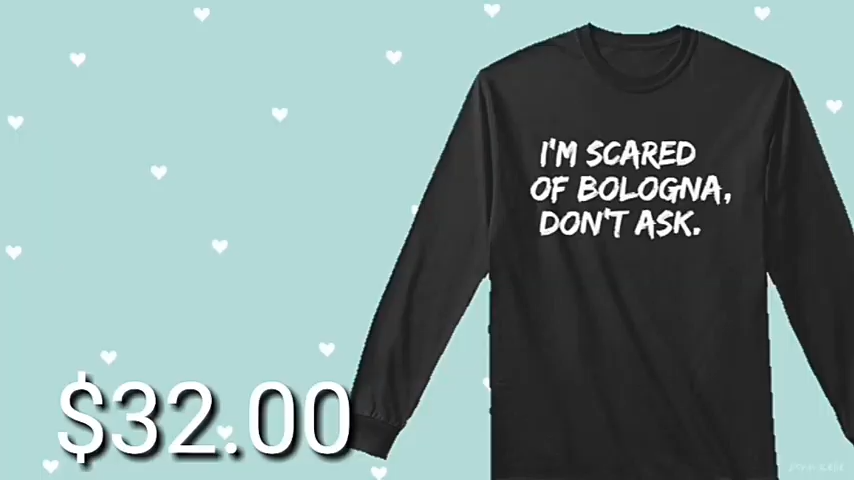 I'M SCARED
OF BOLOGNA,
DON'T ASK.
$32.00